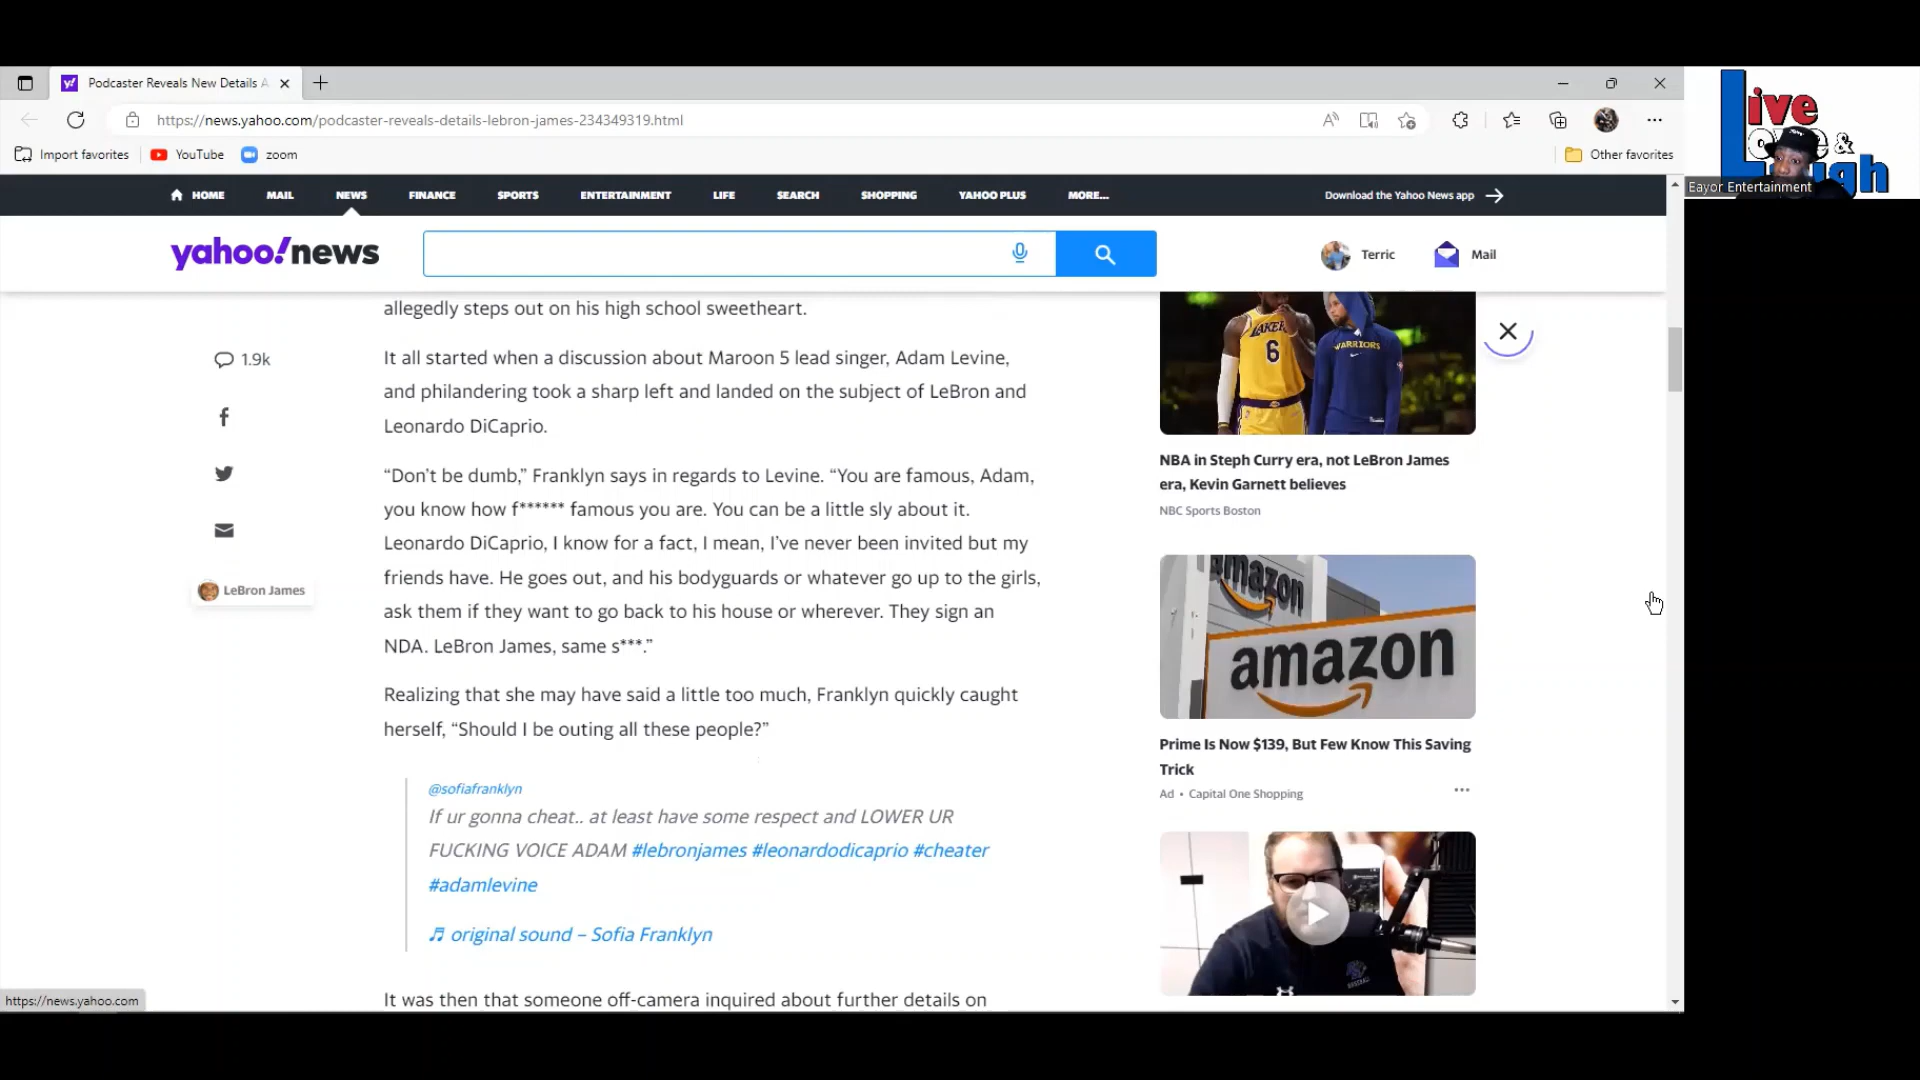 Podcaster Reveals New Details A
https://news.yahoo.com/podcaster-reveals-details-lebron-james-234349319.html
Import favorites
YouTube
zoom
Other favorites
Live
Love &
Laugh
Eayor Entertainment
HOME
MAIL
NEWS
FINANCE
SPORTS
ENTERTAINMENT
LIFE
SEARCH
SHOPPING
YAHOO PLUS
MORE...
Download the Yahoo News app
yahoo!news
Terric
Mail
allegedly steps out on his high school sweetheart.
1.9k
It all started when a discussion about Maroon 5 lead singer, Adam Levine,
and philandering took a sharp left and landed on the subject of LeBron and
Leonardo DiCaprio.
“Don’t be dumb,” Franklyn says in regards to Levine. “You are famous, Adam,
you know how f****** famous you are. You can be a little sly about it.
Leonardo DiCaprio, I know for a fact, I mean, I’ve never been invited but my
friends have. He goes out, and his bodyguards or whatever go up to the girls,
ask them if they want to go back to his house or wherever. They sign an
NDA. LeBron James, same s***.”
LeBron James
Realizing that she may have said a little too much, Franklyn quickly caught
herself, “Should I be outing all these people?”
@sofiafranklyn
If ur gonna cheat.. at least have some respect and LOWER UR
FUCKING VOICE ADAM #lebronjames #leonardodicaprio #cheater
#adamlevine
♬ original sound – Sofia Franklyn
It was then that someone off-camera inquired about further details on
LAKERS
6
WARRIORS
NBA in Steph Curry era, not LeBron James
era, Kevin Garnett believes
NBC Sports Boston
amazon
amazon
Prime Is Now $139, But Few Know This Saving
Trick
Ad • Capital One Shopping
https://news.yahoo.com